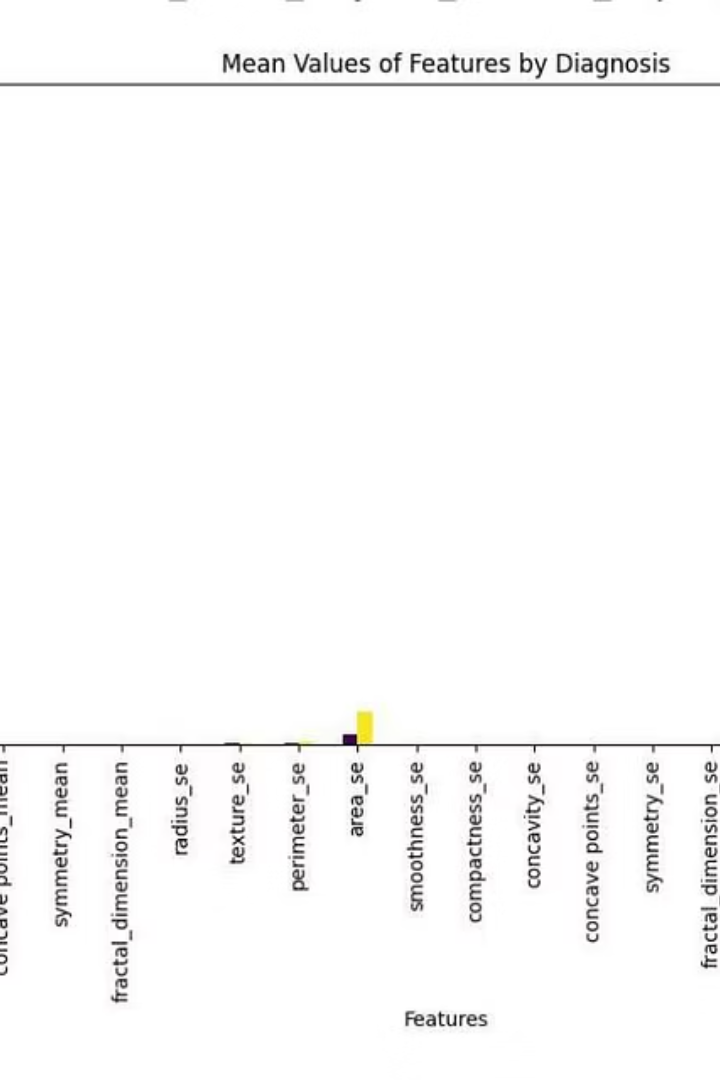 Mean Values of Features by Diagnosis
symmetry_mean
fractal_dimension_mean
radius_se
texture_se
perimeter_se
area_se
smoothness_se
compactness_se
concavity_se
concave points_se
symmetry_se
fractal_dimension_se
Features